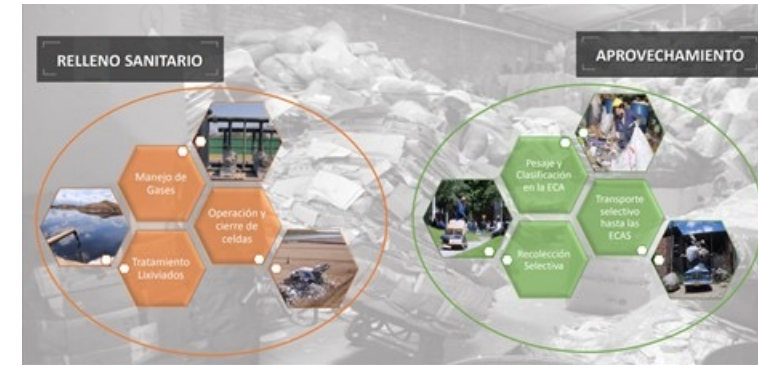 RELLENO SANITARIO
Manejo de
Gases
Operación y
cierre de
celdas
Tratamiento
Lixiviados
APROVECHAMIENTO
Pesaje y
Clasificación
en la ECA
Transporte
selectivo
hasta las
ECAS
Recolección
Selectiva